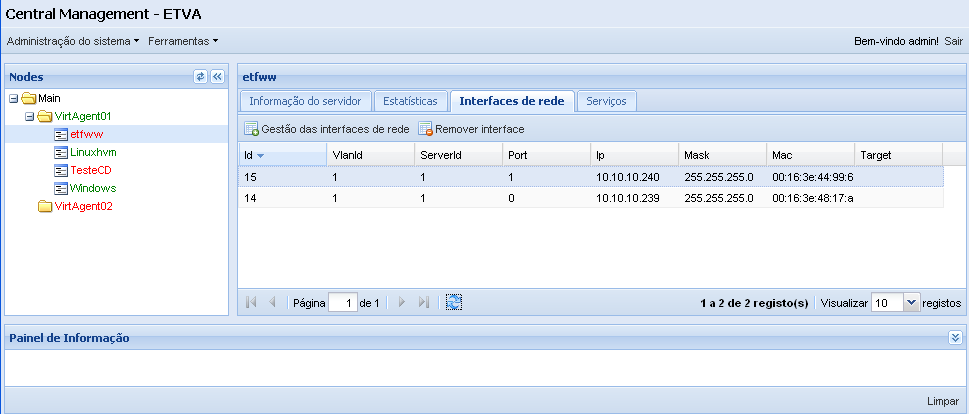 Central Management - ETVA
Administração do sistema Ferramentas Bem-vindo admin! Sair
Nodes
Main
VirtAgent01
etfww
Linuxhvm
TesteCD
Windows
VirtAgent02
etfww
Informação do servidor Estatísticas Interfaces de rede Serviços
Gestão das interfaces de rede Remover interface
Id VlanId ServerId Port Ip Mask Mac Target
15 1 1 1 10.10.10.240 255.255.255.0 00:16:3e:44:99:6
14 1 1 0 10.10.10.239 255.255.255.0 00:16:3e:48:17:a
Página 1 de 1 1 a 2 de 2 registo(s) Visualizar 10 registos
Painel de Informação
Limpar